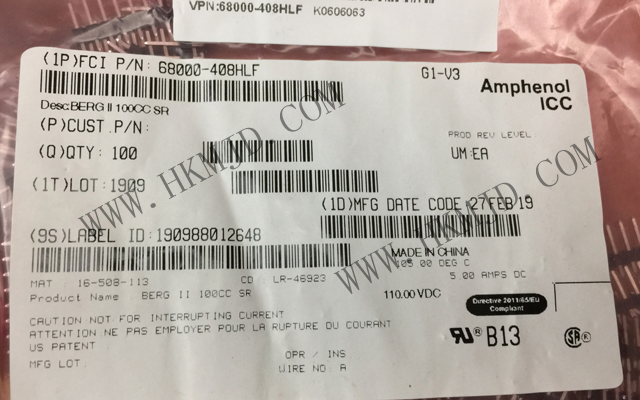 VPN:68000-408HLF K0606063
(1P)FCI P/N: 68000-408HLF
G1-V3
Amphenol
ICC
Desc:BERG II 100CC SR
(P)CUST.P/N:
PROD REV LEVEL
(Q)QTY: 100
UM:EA
(1T)LOT: 1909
(1D)MFG DATE CODE :27FEB19
(9S)LABEL ID:190988012648
MADE IN CHINA
105.00 DEG C
MAT 16-508-113 CD LR-46923 5.00 AMPS DC
Product Name : BERG II 100CC SR 110.00 VDC
Directive 2011/65/EU
Compliant
CAUTION NOT FOR INTERRUPTING CURRENT
ATTENTION NE PAS EMPLOYER POUR LA RUPTURE DU COURANT
US PATENT
B13
MFG LOT:
OPR / INS
WIRE NO. A
WWW.HKMJD.COM
WWW.HKMJD.COM